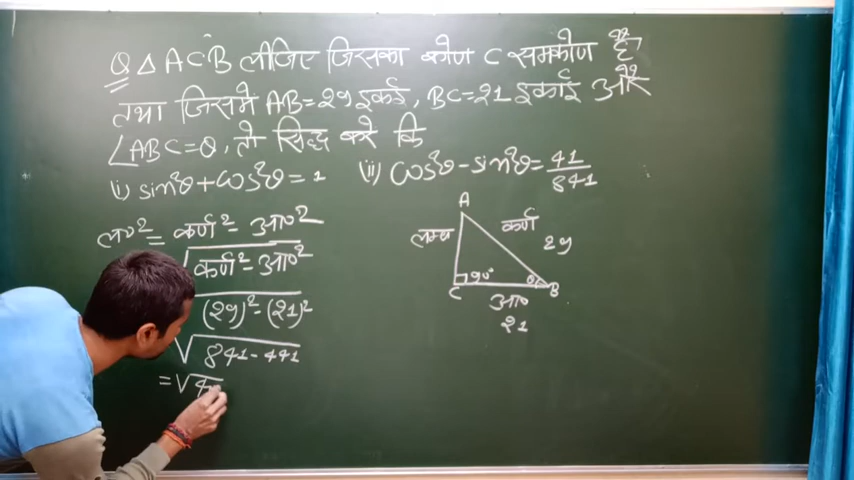 Q △ ACB लीजिए जिसका कोण C समकोण है
तथा जिसमें AB=29 इकाई, BC=21 इकाई और
∠ABC=θ, तो सिद्ध करे कि
(i) sin²θ+cos²θ=1 (ii) cos²θ-sin²θ=41/841
ल०² = कर्ण² - आ०²
√कर्ण² - आ०²
(29)² - (21)²
√841-441
=√4
A
लम्ब कर्ण
29
90° θ
C B
आ०
21